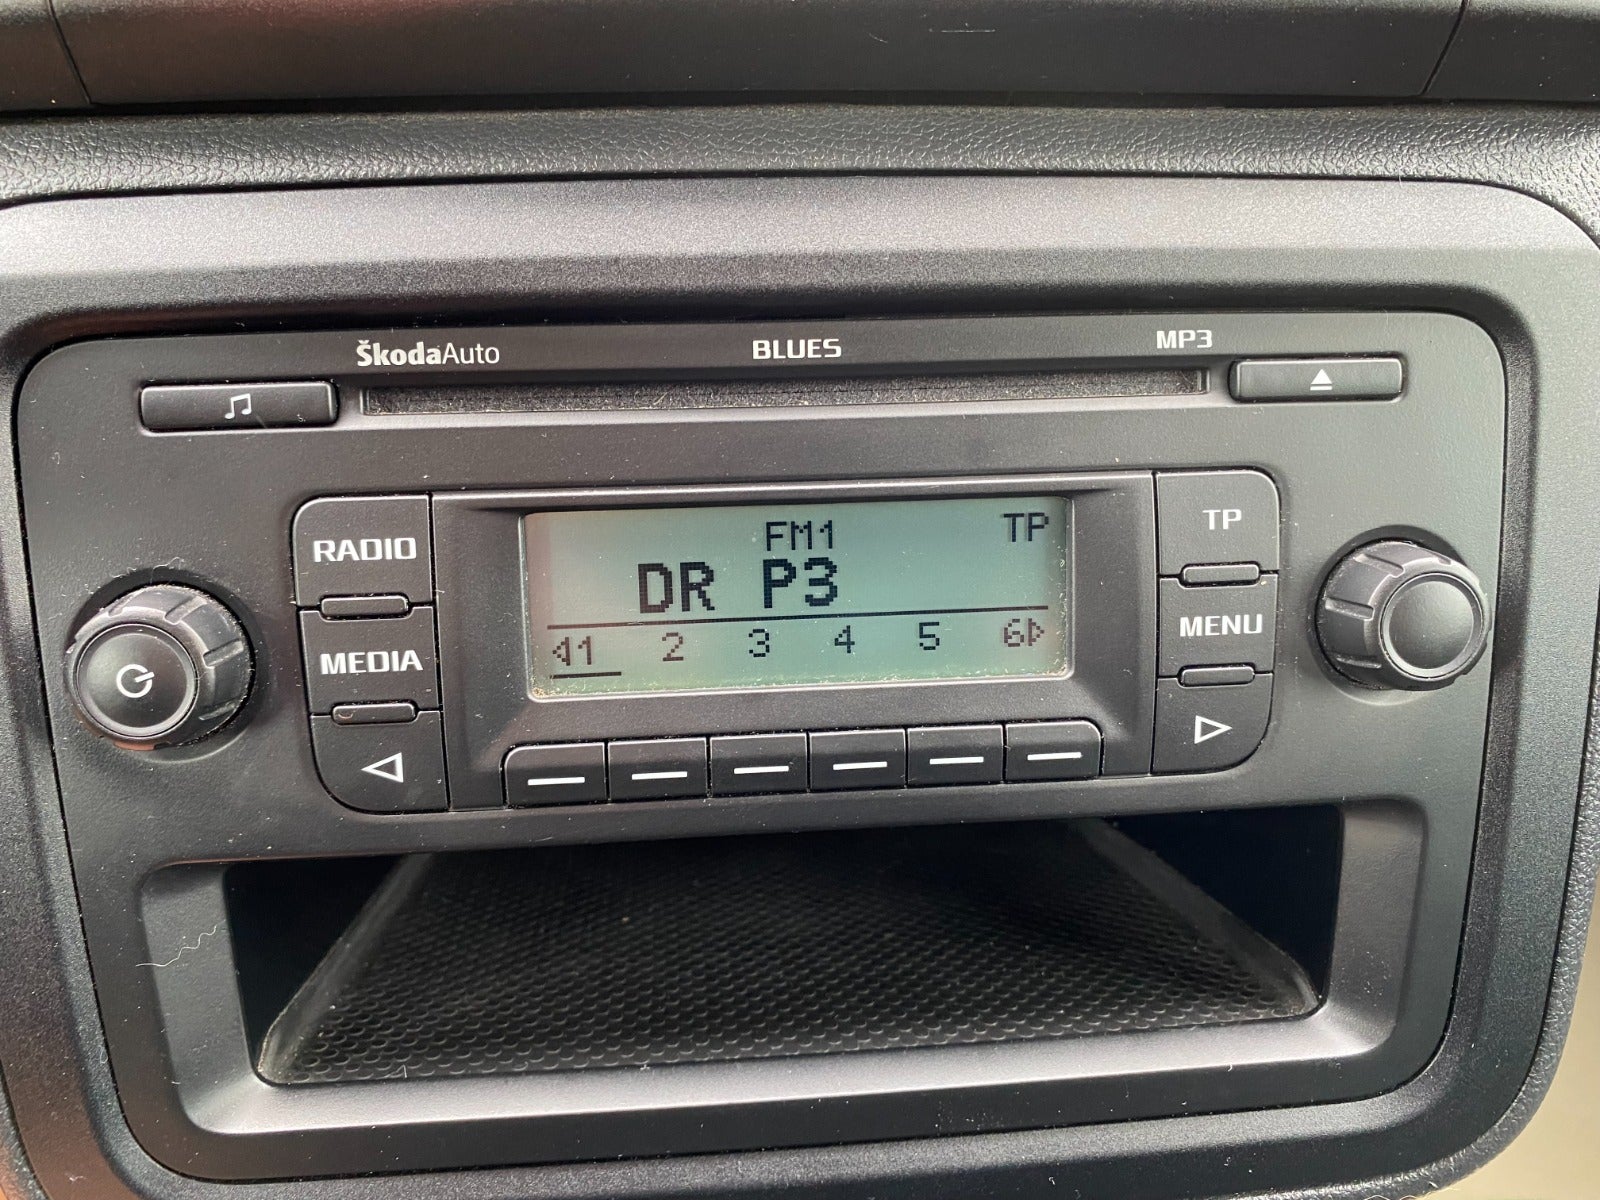 ŠkodaAuto BLUES MP3
RADIO
MEDIA
FM1 TP
DR P3
1 2 3 4 5 6
TP
MENU